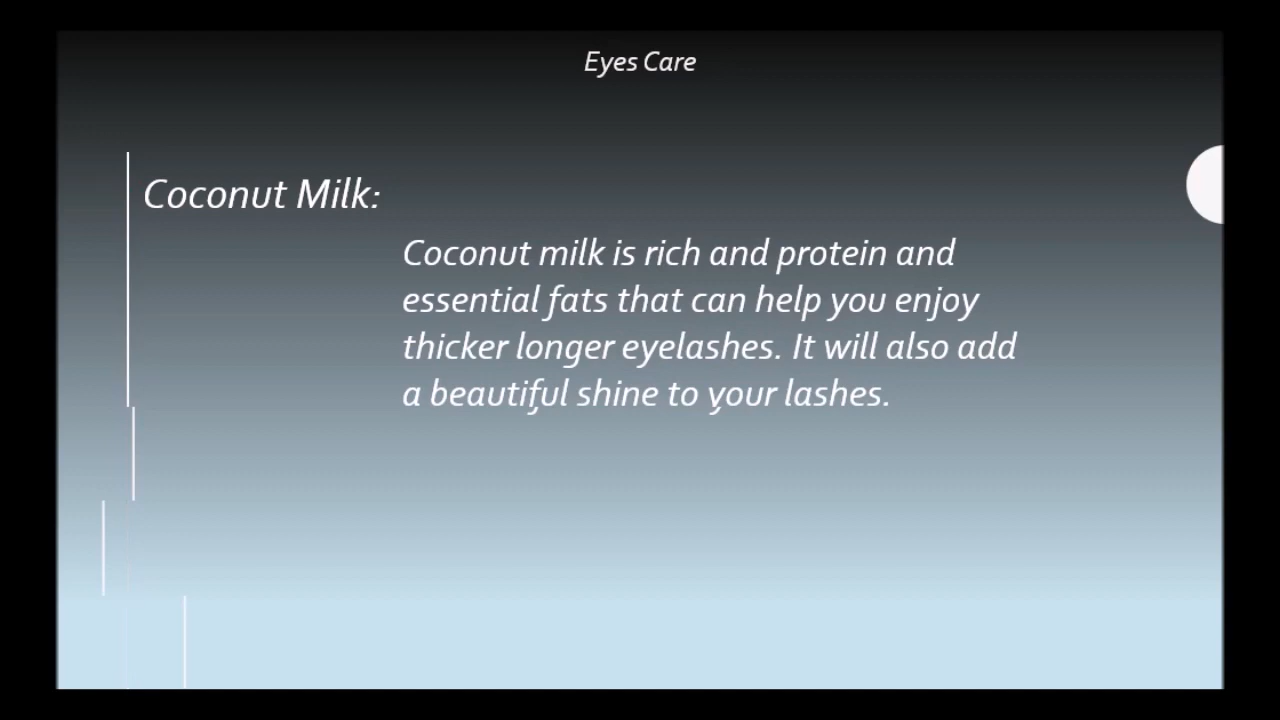 Eyes Care
Coconut Milk:
Coconut milk is rich and protein and
essential fats that can help you enjoy
thicker longer eyelashes. It will also add
a beautiful shine to your lashes.